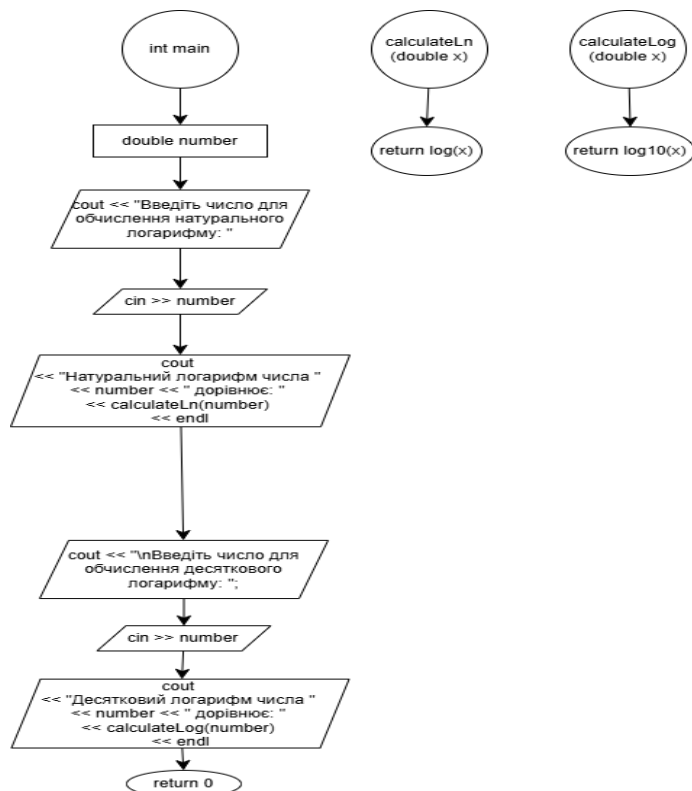 int main
double number
cout << "Введіть число для
обчислення натурального
логарифму: "
cin >> number
cout
<< "Натуральний логарифм числа "
<< number << " дорівнює: "
<< calculateLn(number)
<< endl
cout << "\nВведіть число для
обчислення десяткового
логарифму: ";
cin >> number
cout
<< "Десятковий логарифм числа "
<< number << " дорівнює: "
<< calculateLog(number)
<< endl
return 0
calculateLn
(double x)
return log(x)
calculateLog
(double x)
return log10(x)